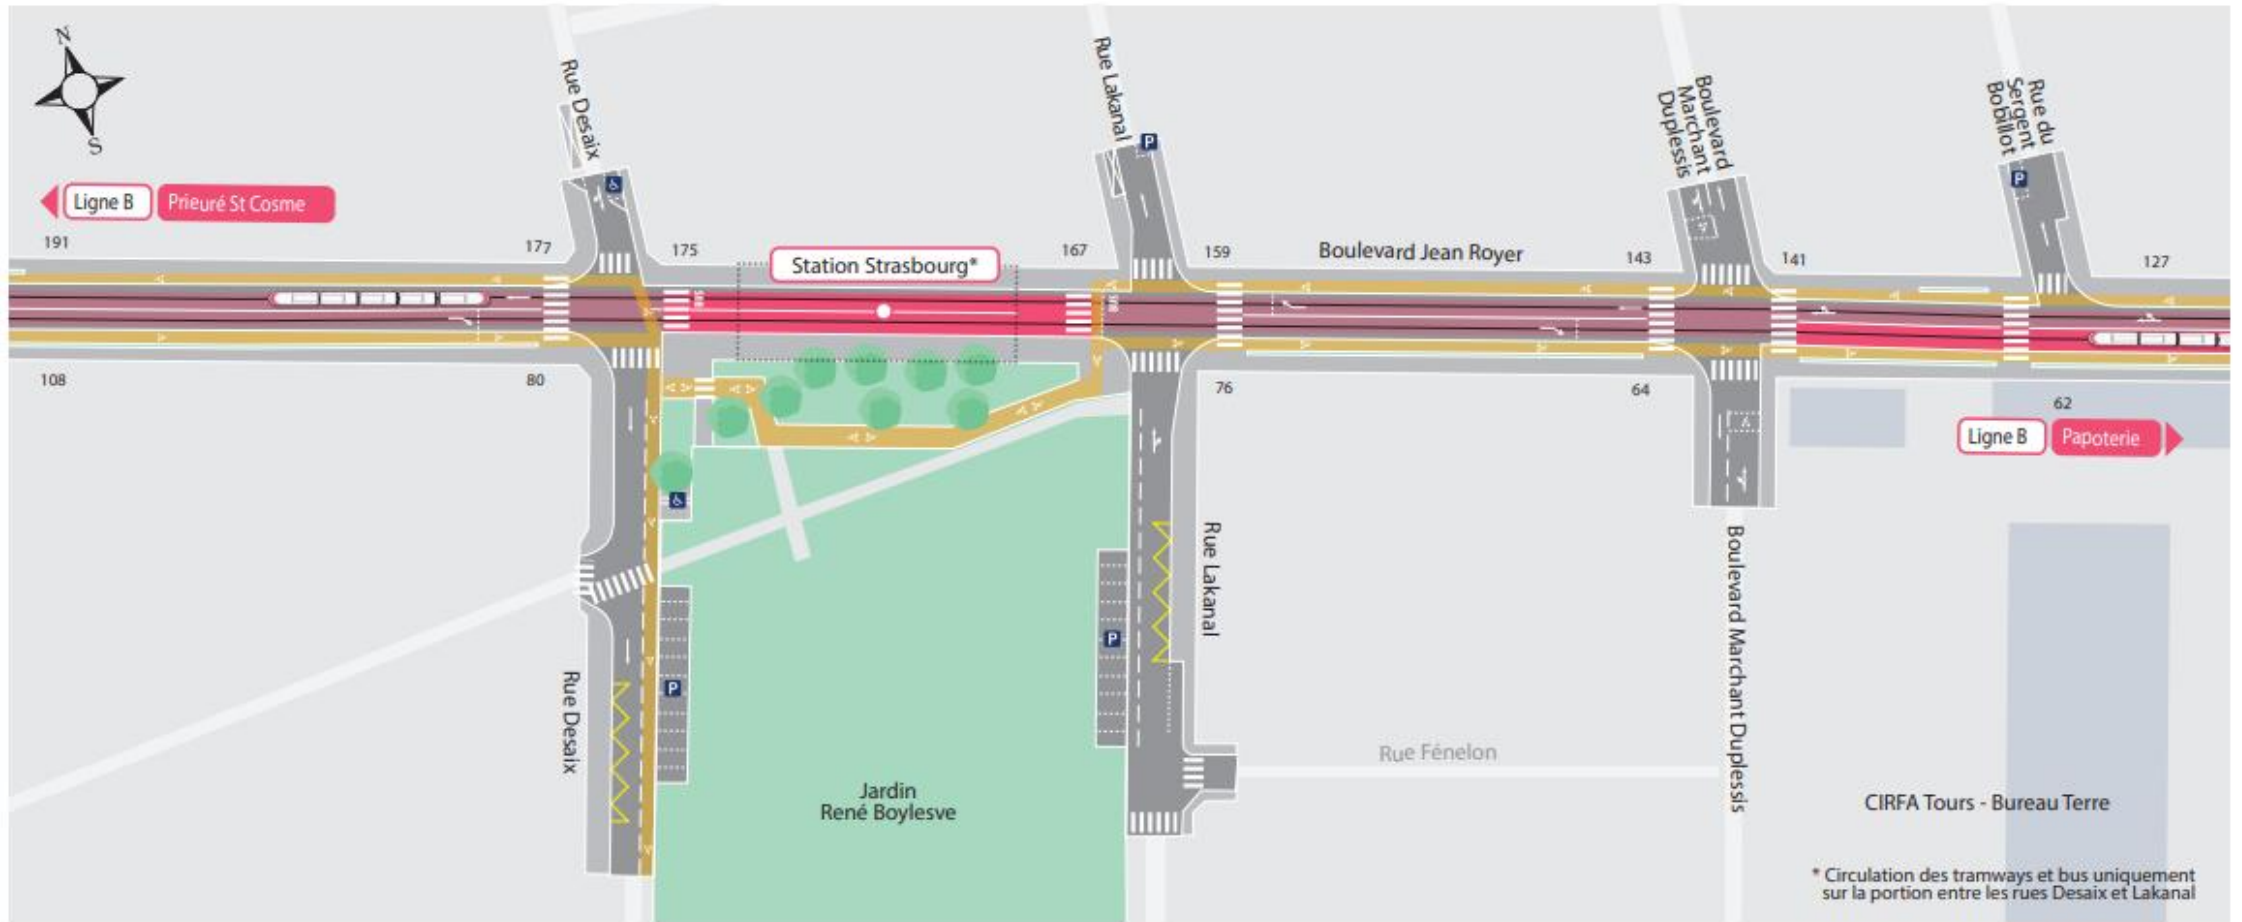 N
S
Rue Desaix
Rue Lakanal
P
Boulevard
Marchant
Duplessis
Rue du
Sergent
Bobillot
P
Ligne B
Prieuré St Cosme
191
177
175
Station Strasbourg*
167
159
Boulevard Jean Royer
143
141
127
108
80
76
64
62
Ligne B
Papoterie
Rue Desaix
P
P
Rue Lakanal
Boulevard Marchant Duplessis
Rue Fénelon
Jardin
René Boylesve
CIRFA Tours - Bureau Terre
* Circulation des tramways et bus uniquement
sur la portion entre les rues Desaix et Lakanal